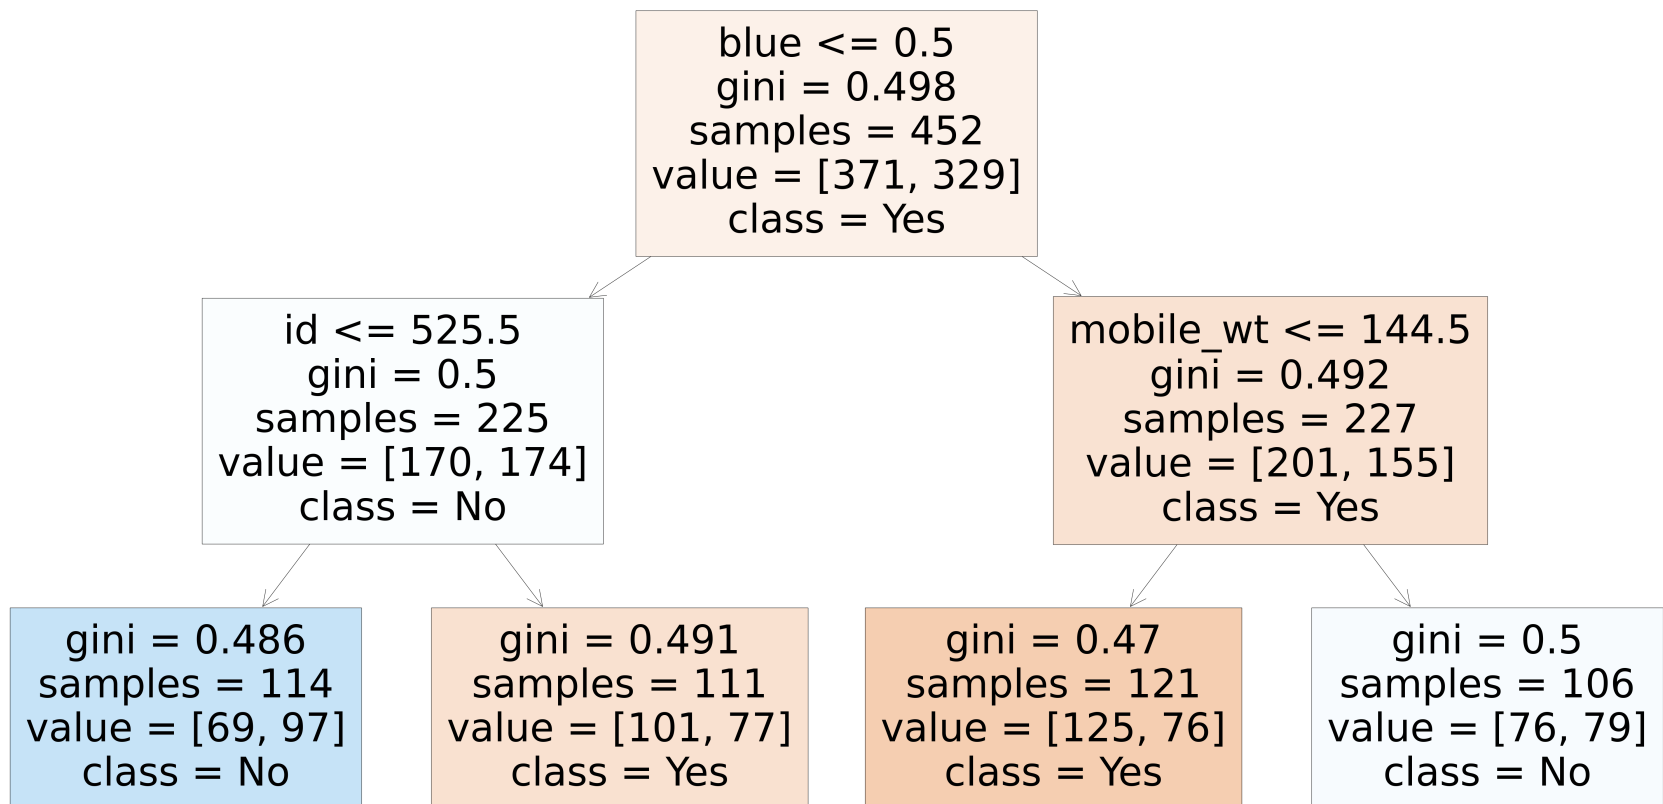 blue <= 0.5
gini = 0.498
samples = 452
value = [371, 329]
class = Yes
id <= 525.5
gini = 0.5
samples = 225
value = [170, 174]
class = No
mobile_wt <= 144.5
gini = 0.492
samples = 227
value = [201, 155]
class = Yes
gini = 0.486
samples = 114
value = [69, 97]
class = No
gini = 0.491
samples = 111
value = [101, 77]
class = Yes
gini = 0.47
samples = 121
value = [125, 76]
class = Yes
gini = 0.5
samples = 106
value = [76, 79]
class = No